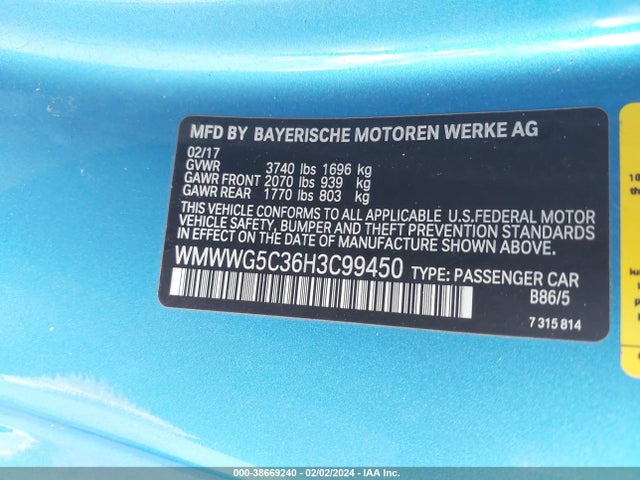 MFD BY BAYERISCHE MOTOREN WERKE AG
02/17
GVWR 3740 lbs 1696 kg
GAWR FRONT 2070 lbs 939 kg
GAWR REAR 1770 lbs 803 kg
THIS VEHICLE CONFORMS TO ALL APPLICABLE U.S.FEDERAL MOTOR
VEHICLE SAFETY, BUMPER AND THEFT PREVENTION STANDARDS
IN EFFECT ON THE DATE OF MANUFACTURE SHOWN ABOVE.
WMWWG5C36H3C99450 TYPE: PASSENGER CAR
B86/5
7 315 814
10
the
000-38669240 - 02/02/2024 - IAA Inc.